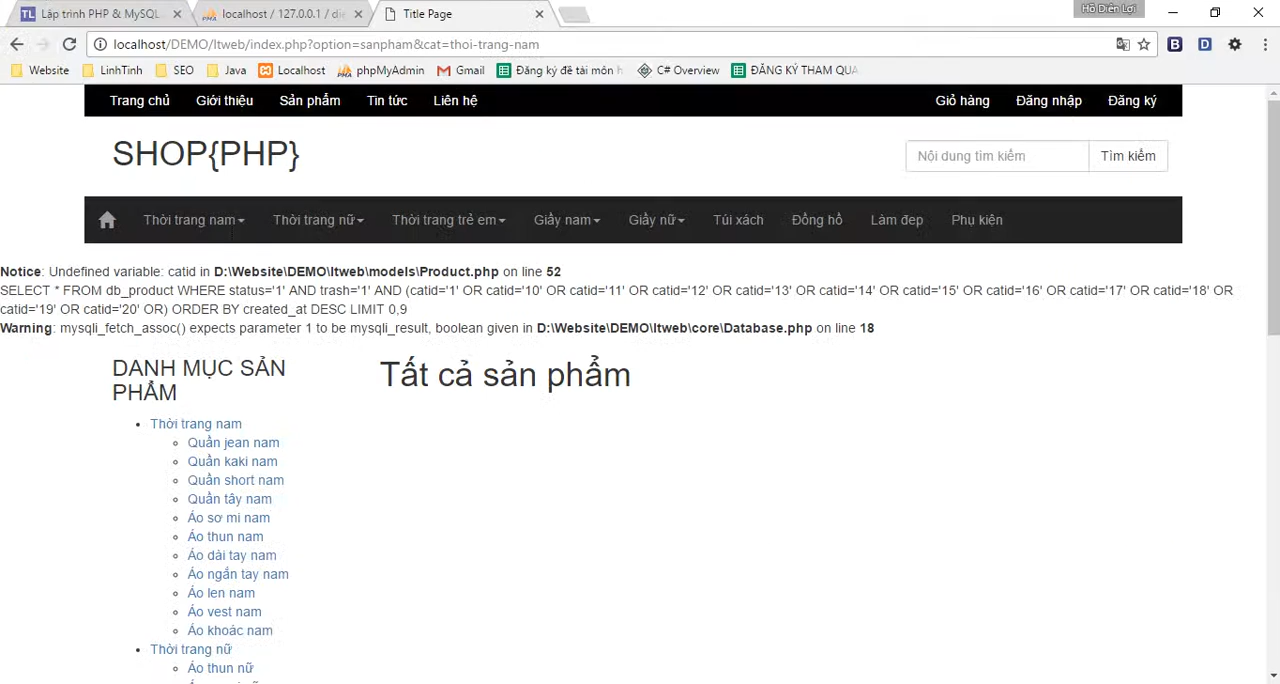 Lập trình PHP & MySQL
localhost / 127.0.0.1 / die
Title Page
Hồ Diên Lợi
localhost/DEMO/ltweb/index.php?option=sanpham&cat=thoi-trang-nam
Website LinhTinh SEO Java Localhost phpMyAdmin Gmail Đăng ký đề tài môn h C# Overview ĐĂNG KÝ THAM QUA
Trang chủ Giới thiệu Sản phẩm Tin tức Liên hệ Giỏ hàng Đăng nhập Đăng ký
SHOP{PHP}
Nội dung tìm kiếm Tìm kiếm
Thời trang nam Thời trang nữ Thời trang trẻ em Giầy nam Giầy nữ Túi xách Đồng hồ Làm đep Phụ kiện
Notice: Undefined variable: catid in D:\Website\DEMO\ltweb\models\Product.php on line 52
SELECT * FROM db_product WHERE status='1' AND trash='1' AND (catid='1' OR catid='10' OR catid='11' OR catid='12' OR catid='13' OR catid='14' OR catid='15' OR catid='16' OR catid='17' OR catid='18' OR
catid='19' OR catid='20' OR) ORDER BY created_at DESC LIMIT 0,9
Warning: mysqli_fetch_assoc() expects parameter 1 to be mysqli_result, boolean given in D:\Website\DEMO\ltweb\core\Database.php on line 18
DANH MỤC SẢN
PHẨM
Tất cả sản phẩm
Thời trang nam
Quần jean nam
Quần kaki nam
Quần short nam
Quần tây nam
Áo sơ mi nam
Áo thun nam
Áo dài tay nam
Áo ngắn tay nam
Áo len nam
Áo vest nam
Áo khoác nam
Thời trang nữ
Áo thun nữ